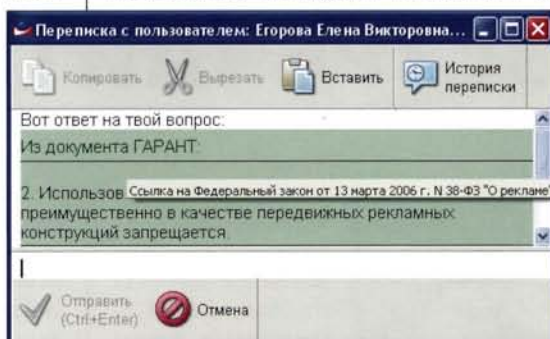 Переписка с пользователем: Егорова Елена Викторовна...
Копировать
Вырезать
Вставить
История
переписки
Вот ответ на твой вопрос:
Из документа ГАРАНТ:
2. Использов
Ссылка на Федеральный закон от 13 марта 2006 г. N 38-ФЗ "О рекламе"
преимущественно в качестве передвижных рекламных
конструкций запрещается.
Отправить
(Ctrl+Enter)
Отмена